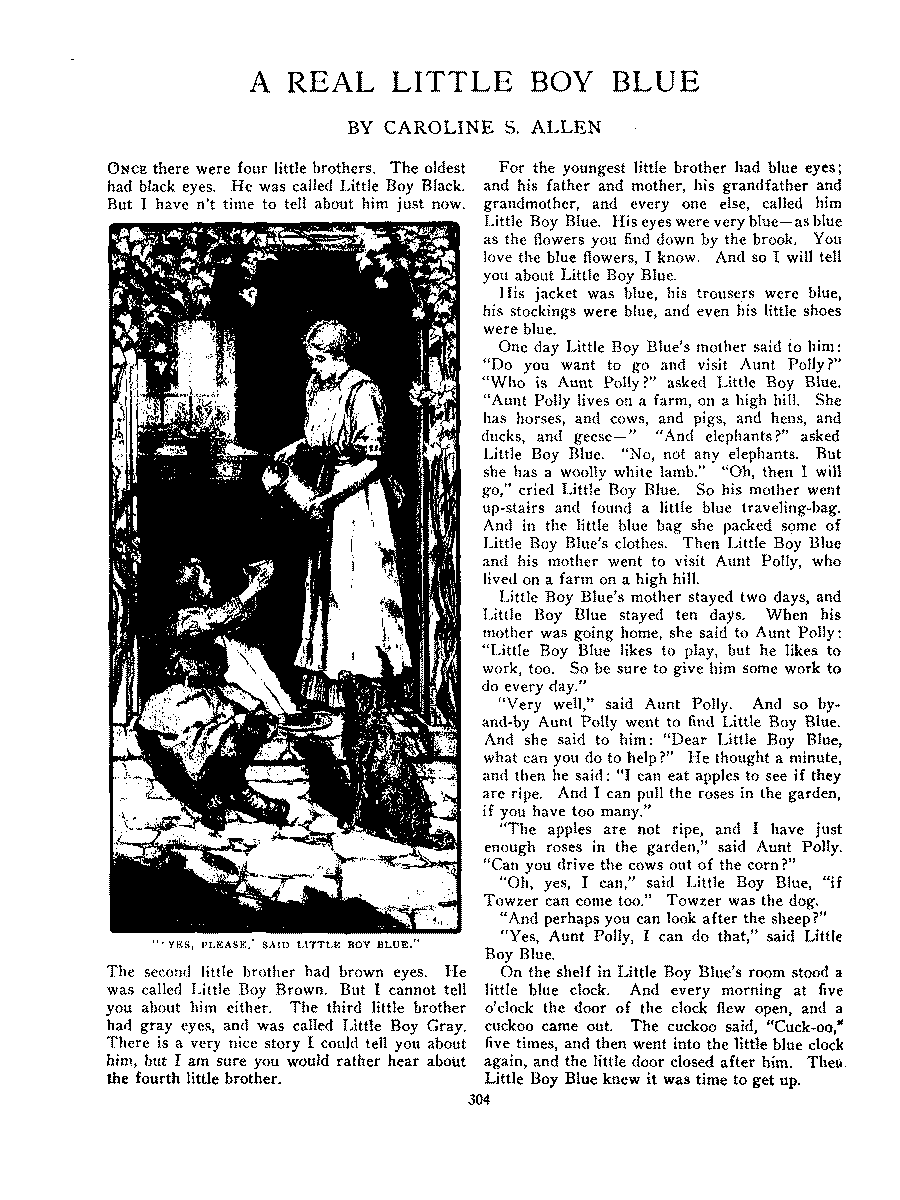 A REAL LITTLE BOY BLUE
BY CAROLINE S. ALLEN
ONCE there were four little brothers. The oldest
had black eyes. He was called Little Boy Black.
But I have n't time to tell about him just now.
"'YES, PLEASE,' SAID LITTLE BOY BLUE."
The second little brother had brown eyes. He
was called Little Boy Brown. But I cannot tell
you about him either. The third little brother
had gray eyes, and was called Little Boy Gray.
There is a very nice story I could tell you about
him, but I am sure you would rather hear about
the fourth little brother.
For the youngest little brother had blue eyes;
and his father and mother, his grandfather and
grandmother, and every one else, called him
Little Boy Blue. His eyes were very blue—as blue
as the flowers you find down by the brook. You
love the blue flowers, I know. And so I will tell
you about Little Boy Blue.
His jacket was blue, his trousers were blue,
his stockings were blue, and even his little shoes
were blue.
One day Little Boy Blue's mother said to him:
"Do you want to go and visit Aunt Polly?"
"Who is Aunt Polly?" asked Little Boy Blue.
"Aunt Polly lives on a farm, on a high hill. She
has horses, and cows, and pigs, and hens, and
ducks, and geese—" "And elephants?" asked
Little Boy Blue. "No, not any elephants. But
she has a woolly white lamb." "Oh, then I will
go," cried Little Boy Blue. So his mother went
up-stairs and found a little blue traveling-bag.
And in the little blue bag she packed some of
Little Boy Blue's clothes. Then Little Boy Blue
and his mother went to visit Aunt Polly, who
lived on a farm on a high hill.
Little Boy Blue's mother stayed two days, and
Little Boy Blue stayed ten days. When his
mother was going home, she said to Aunt Polly:
"Little Boy Blue likes to play, but he likes to
work, too. So be sure to give him some work to
do every day."
"Very well," said Aunt Polly. And so by-
and-by Aunt Polly went to find Little Boy Blue.
And she said to him: "Dear Little Boy Blue,
what can you do to help?" He thought a minute,
and then he said: "I can eat apples to see if they
are ripe. And I can pull the roses in the garden,
if you have too many."
"The apples are not ripe, and I have just
enough roses in the garden," said Aunt Polly.
"Can you drive the cows out of the corn?"
"Oh, yes, I can," said Little Boy Blue, "if
Towzer can come too." Towzer was the dog.
"And perhaps you can look after the sheep?"
"Yes, Aunt Polly, I can do that," said Little
Boy Blue.
On the shelf in Little Boy Blue's room stood a
little blue clock. And every morning at five
o'clock the door of the clock flew open, and a
cuckoo came out. The cuckoo said, "Cuck-oo,"
five times, and then went into the little blue clock
again, and the little door closed after him. Then
Little Boy Blue knew it was time to get up.
304